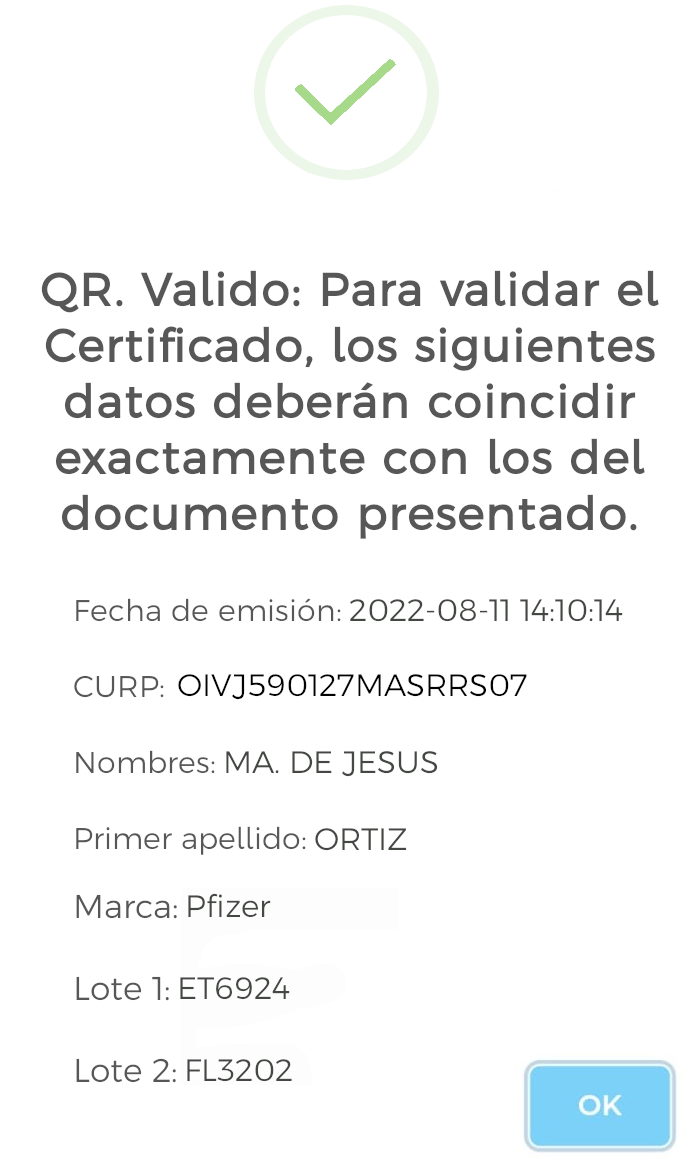 QR. Valido: Para validar el
Certificado, los siguientes
datos deberán coincidir
exactamente con los del
documento presentado.
Fecha de emisión: 2022-08-11 14:10:14
CURP: OIVJ590127MASRRS07
Nombres: MA. DE JESUS
Primer apellido: ORTIZ
Marca: Pfizer
Lote 1: ET6924
Lote 2: FL3202
OK